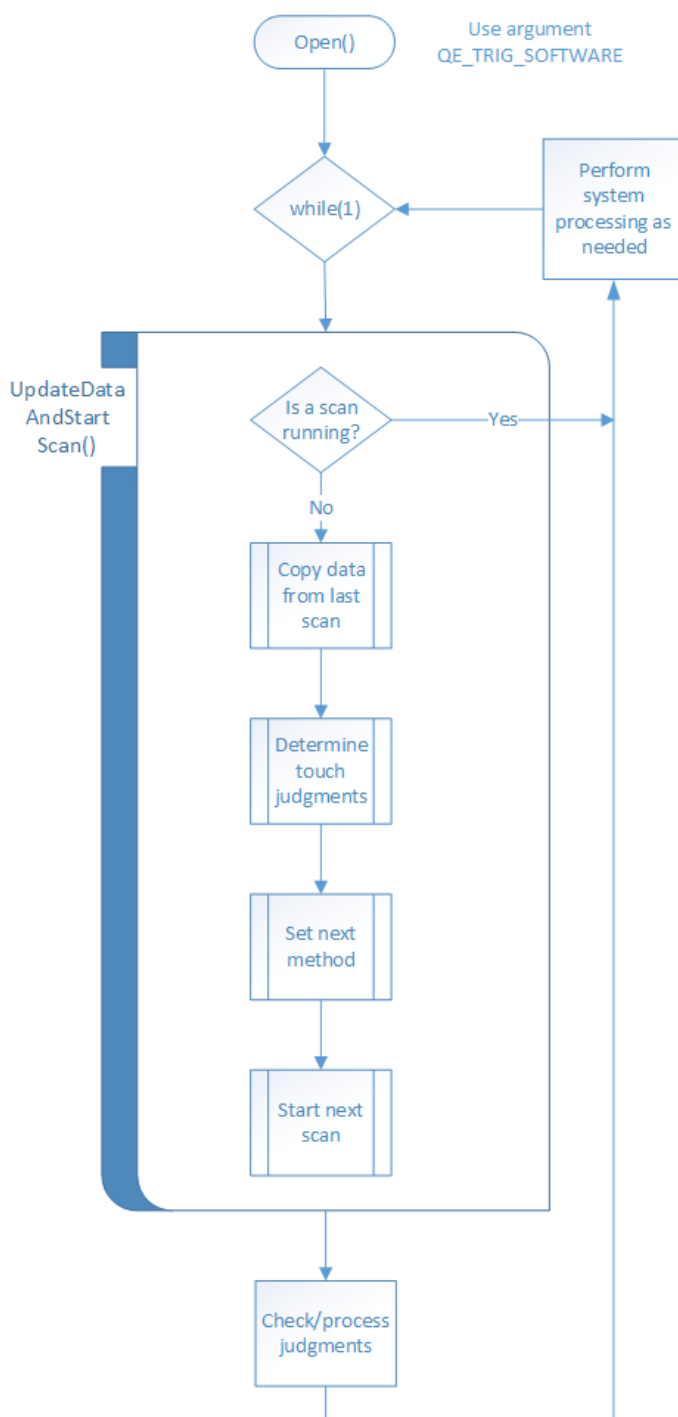 Open()
Use argument
QE_TRIG_SOFTWARE
while(1)
Perform
system
processing as
needed
UpdateData
AndStart
Scan()
Is a scan
running?
Yes
No
Copy data
from last
scan
Determine
touch
judgments
Set next
method
Start next
scan
Check/process
judgments